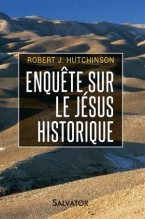 ROBERT J. HUTCHINSON
ENQUÊTE SUR
LE JÉSUS
HISTORIQUE
SALVATOR